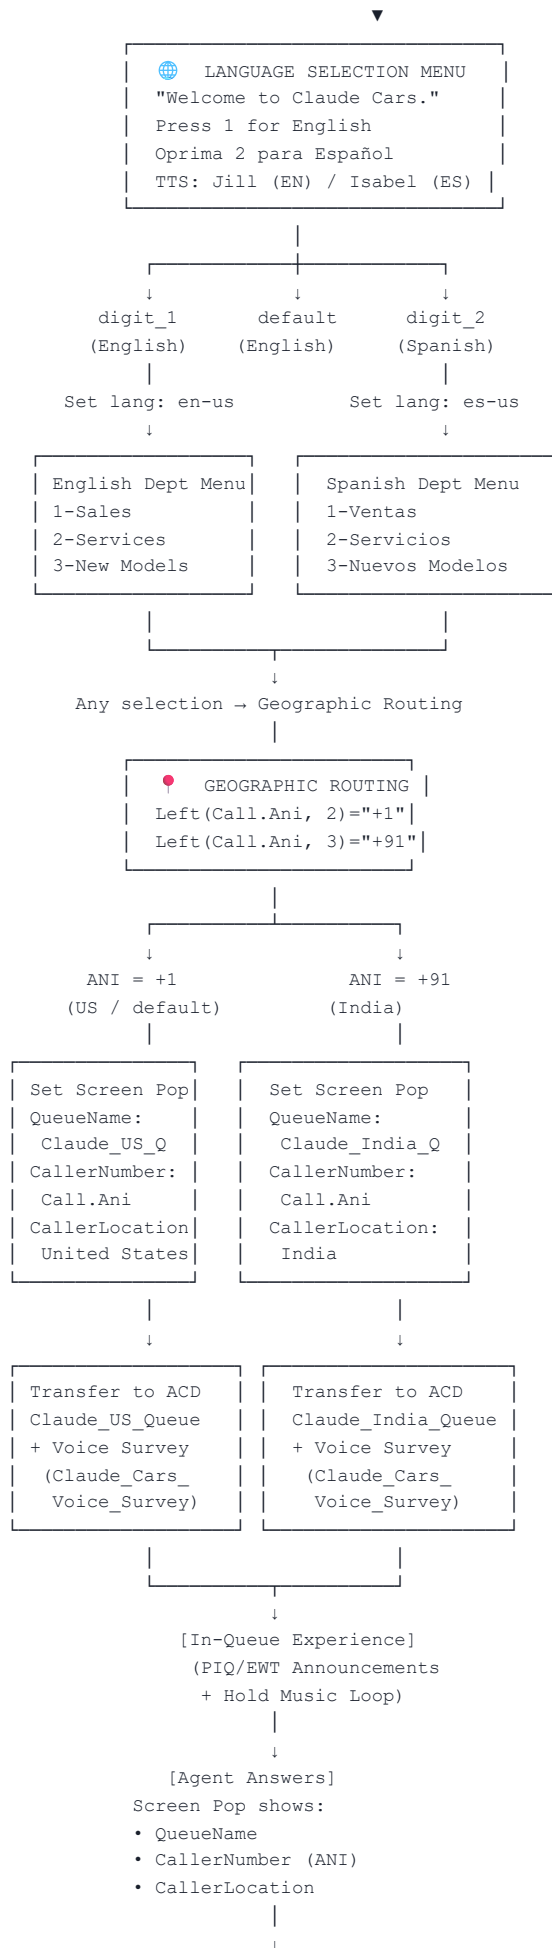 ▼
🌐 LANGUAGE SELECTION MENU
"Welcome to Claude Cars."
Press 1 for English
Oprima 2 para Español
TTS: Jill (EN) / Isabel (ES)
↓ ↓ ↓
digit_1 default digit_2
(English) (English) (Spanish)
Set lang: en-us Set lang: es-us
↓ ↓
English Dept Menu Spanish Dept Menu
1-Sales 1-Ventas
2-Services 2-Servicios
3-New Models 3-Nuevos Modelos
↓
Any selection → Geographic Routing
📍 GEOGRAPHIC ROUTING
Left(Call.Ani, 2)="+1"
Left(Call.Ani, 3)="+91"
↓ ↓
ANI = +1 ANI = +91
(US / default) (India)
Set Screen Pop Set Screen Pop
QueueName: QueueName:
Claude_US_Q Claude_India_Q
CallerNumber: CallerNumber:
Call.Ani Call.Ani
CallerLocation CallerLocation:
United States India
↓ ↓
Transfer to ACD Transfer to ACD
Claude_US_Queue Claude_India_Queue
+ Voice Survey + Voice Survey
(Claude_Cars_ (Claude_Cars_
Voice_Survey) Voice_Survey)
↓
[In-Queue Experience]
(PIQ/EWT Announcements
+ Hold Music Loop)
↓
[Agent Answers]
Screen Pop shows:
• QueueName
• CallerNumber (ANI)
• CallerLocation